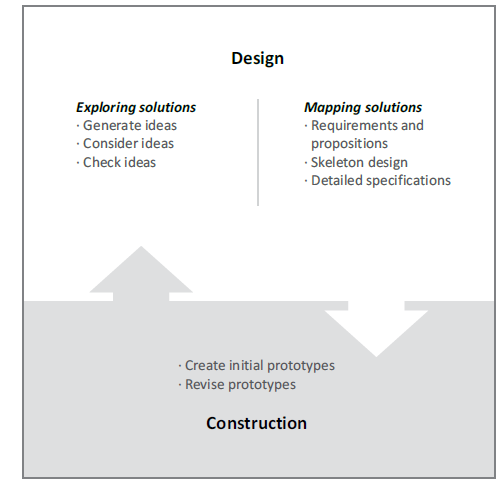 Design
Exploring solutions
· Generate ideas
· Consider ideas
· Check ideas
Mapping solutions
· Requirements and
propositions
· Skeleton design
· Detailed specifications
· Create initial prototypes
· Revise prototypes
Construction